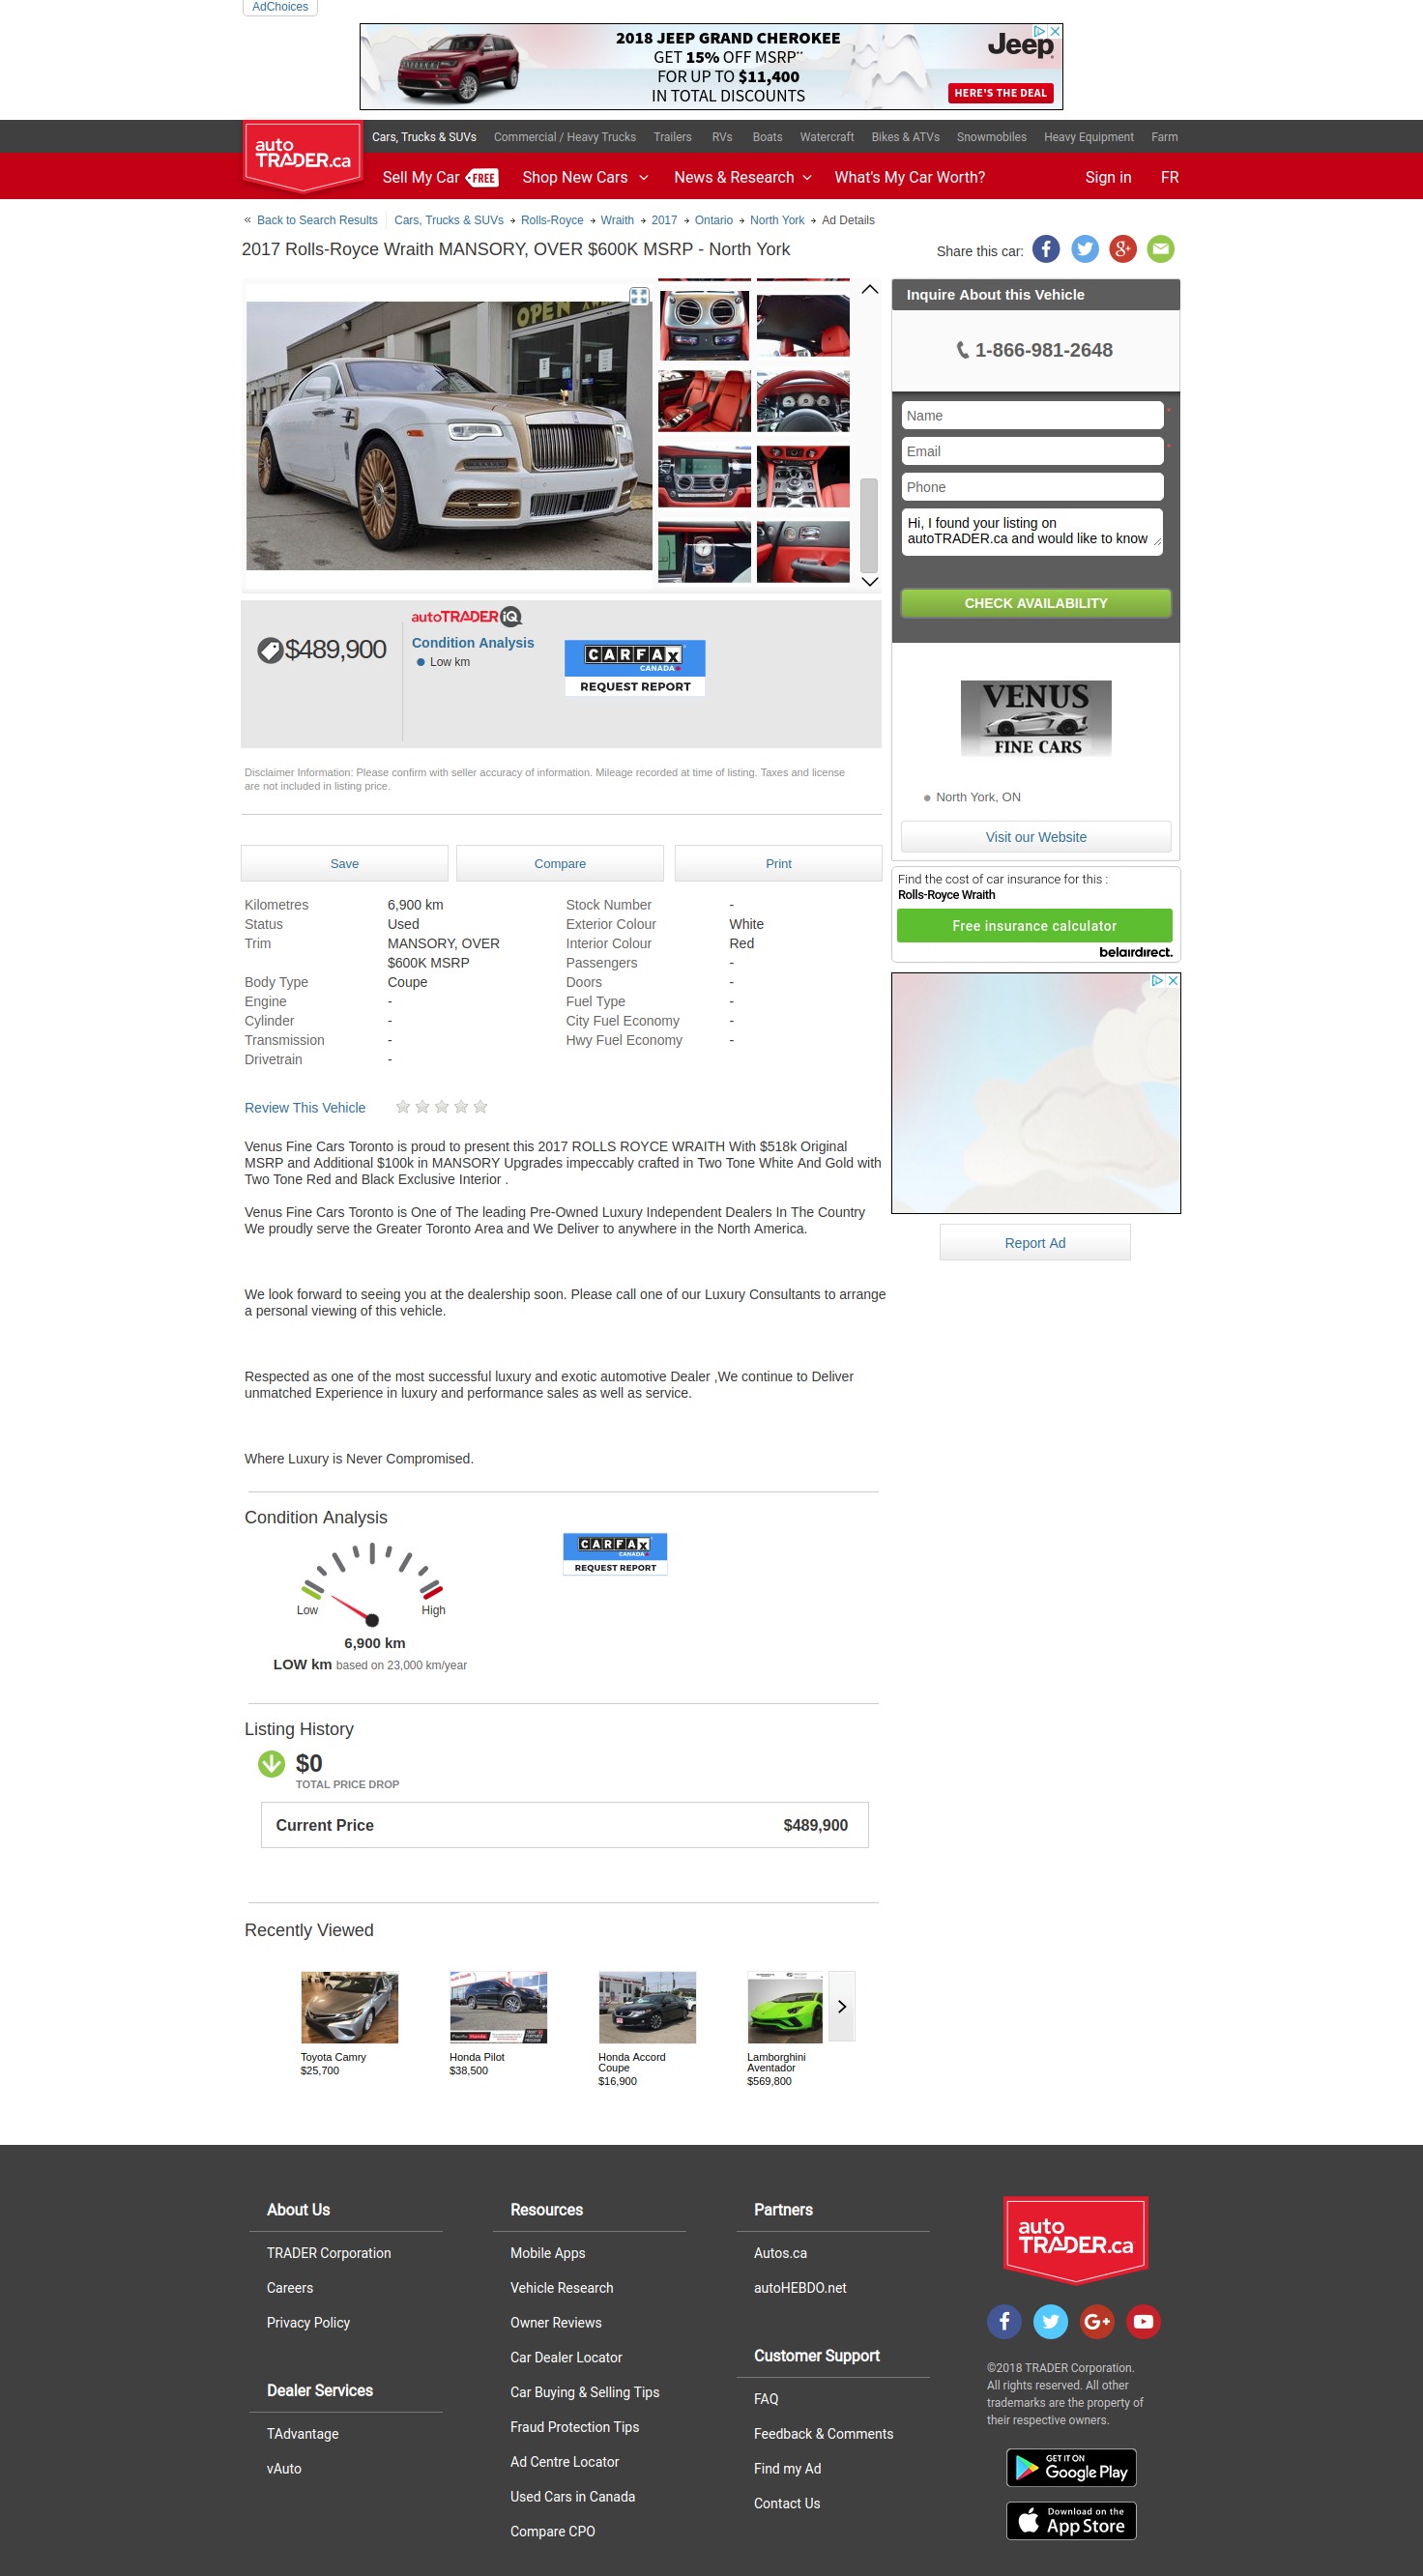 AdChoices
2018 JEEP GRAND CHEROKEE
GET 15% OFF MSRP**
FOR UP TO $11,400
IN TOTAL DISCOUNTS
Jeep
HERE'S THE DEAL
auto
TRADER.ca
Cars, Trucks & SUVs
Commercial / Heavy Trucks
Trailers
RVs
Boats
Watercraft
Bikes & ATVs
Snowmobiles
Heavy Equipment
Farm
Sell My Car FREE
Shop New Cars
News & Research
What's My Car Worth?
Sign in
FR
« Back to Search Results
Cars, Trucks & SUVs → Rolls-Royce → Wraith → 2017 → Ontario → North York → Ad Details
2017 Rolls-Royce Wraith MANSORY, OVER $600K MSRP - North York
Share this car:
OPEN
Inquire About this Vehicle
1-866-981-2648
Name *
Email *
Phone
Hi, I found your listing on
autoTRADER.ca and would like to know
CHECK AVAILABILITY
$489,900
autoTRADER iQ
Condition Analysis
Low km
CARFAX
CANADA
REQUEST REPORT
VENUS
FINE CARS
North York, ON
Visit our Website
Disclaimer Information: Please confirm with seller accuracy of information. Mileage recorded at time of listing. Taxes and license
are not included in listing price.
Save
Compare
Print
Find the cost of car insurance for this :
Rolls-Royce Wraith
Free insurance calculator
belairdirect.
Kilometres 6,900 km
Status Used
Trim MANSORY, OVER
$600K MSRP
Body Type Coupe
Engine -
Cylinder -
Transmission -
Drivetrain -
Stock Number -
Exterior Colour White
Interior Colour Red
Passengers -
Doors -
Fuel Type -
City Fuel Economy -
Hwy Fuel Economy -
Review This Vehicle
Venus Fine Cars Toronto is proud to present this 2017 ROLLS ROYCE WRAITH With $518k Original
MSRP and Additional $100k in MANSORY Upgrades impeccably crafted in Two Tone White And Gold with
Two Tone Red and Black Exclusive Interior .
Venus Fine Cars Toronto is One of The leading Pre-Owned Luxury Independent Dealers In The Country
We proudly serve the Greater Toronto Area and We Deliver to anywhere in the North America.
We look forward to seeing you at the dealership soon. Please call one of our Luxury Consultants to arrange
a personal viewing of this vehicle.
Respected as one of the most successful luxury and exotic automotive Dealer ,We continue to Deliver
unmatched Experience in luxury and performance sales as well as service.
Where Luxury is Never Compromised.
Report Ad
Condition Analysis
Low
High
6,900 km
LOW km based on 23,000 km/year
CARFAX
CANADA
REQUEST REPORT
Listing History
$0
TOTAL PRICE DROP
Current Price $489,900
Recently Viewed
Toyota Camry
$25,700
Honda Pilot
$38,500
Honda Accord
Coupe
$16,900
Lamborghini
Aventador
$569,800
About Us
TRADER Corporation
Careers
Privacy Policy
Dealer Services
TAdvantage
vAuto
Resources
Mobile Apps
Vehicle Research
Owner Reviews
Car Dealer Locator
Car Buying & Selling Tips
Fraud Protection Tips
Ad Centre Locator
Used Cars in Canada
Compare CPO
Partners
Autos.ca
autoHEBDO.net
Customer Support
FAQ
Feedback & Comments
Find my Ad
Contact Us
auto
TRADER.ca
©2018 TRADER Corporation.
All rights reserved. All other
trademarks are the property of
their respective owners.
GET IT ON
Google Play
Download on the
App Store